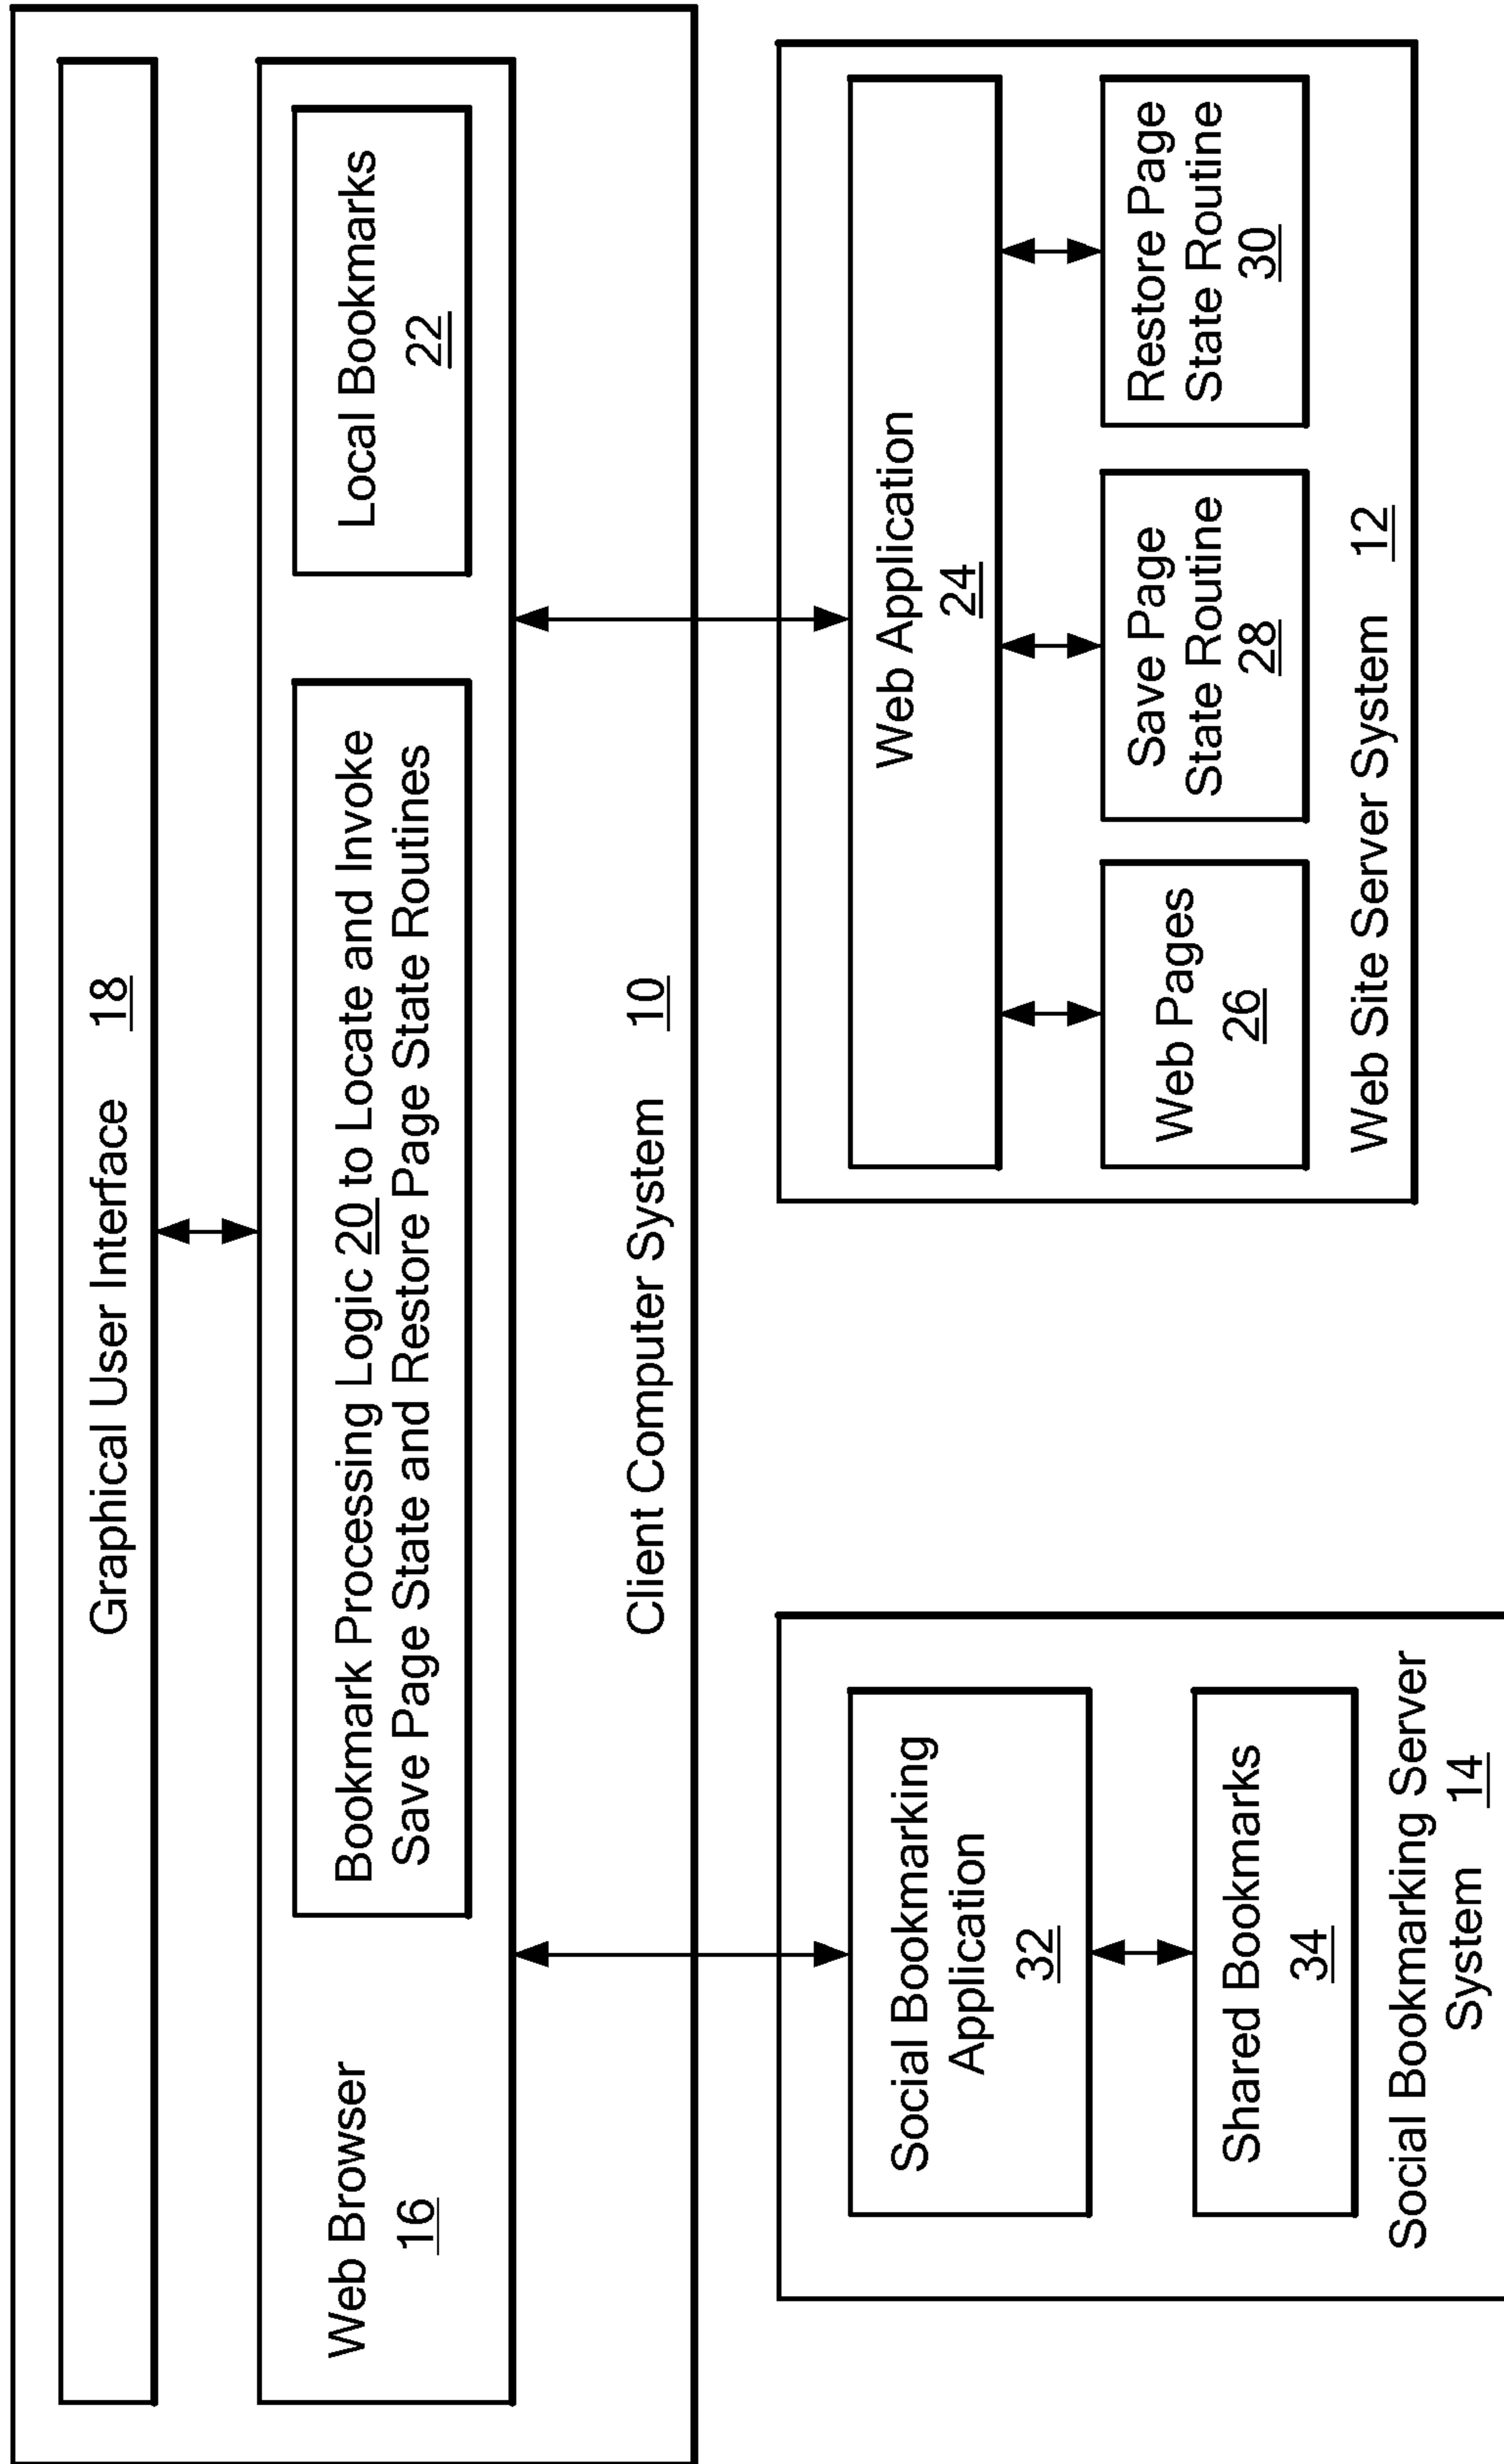 Graphical User Interface 18
Web Browser
16
Bookmark Processing Logic 20 to Locate and Invoke
Save Page State and Restore Page State Routines
Local Bookmarks
22
Client Computer System 10
Social Bookmarking
Application
32
Shared Bookmarks
34
Social Bookmarking Server
System 14
Web Application
24
Web Pages
26
Save Page
State Routine
28
Restore Page
State Routine
30
Web Site Server System 12